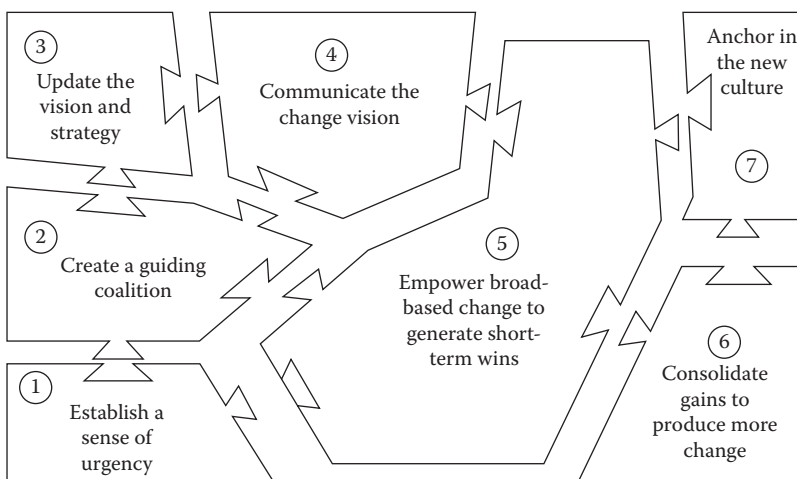 1
Establish a
sense of
urgency
2
Create a guiding
coalition
3
Update the
vision and
strategy
4
Communicate the
change vision
5
Empower broad-
based change to
generate short-
term wins
6
Consolidate
gains to
produce more
change
Anchor in
the new
culture
7